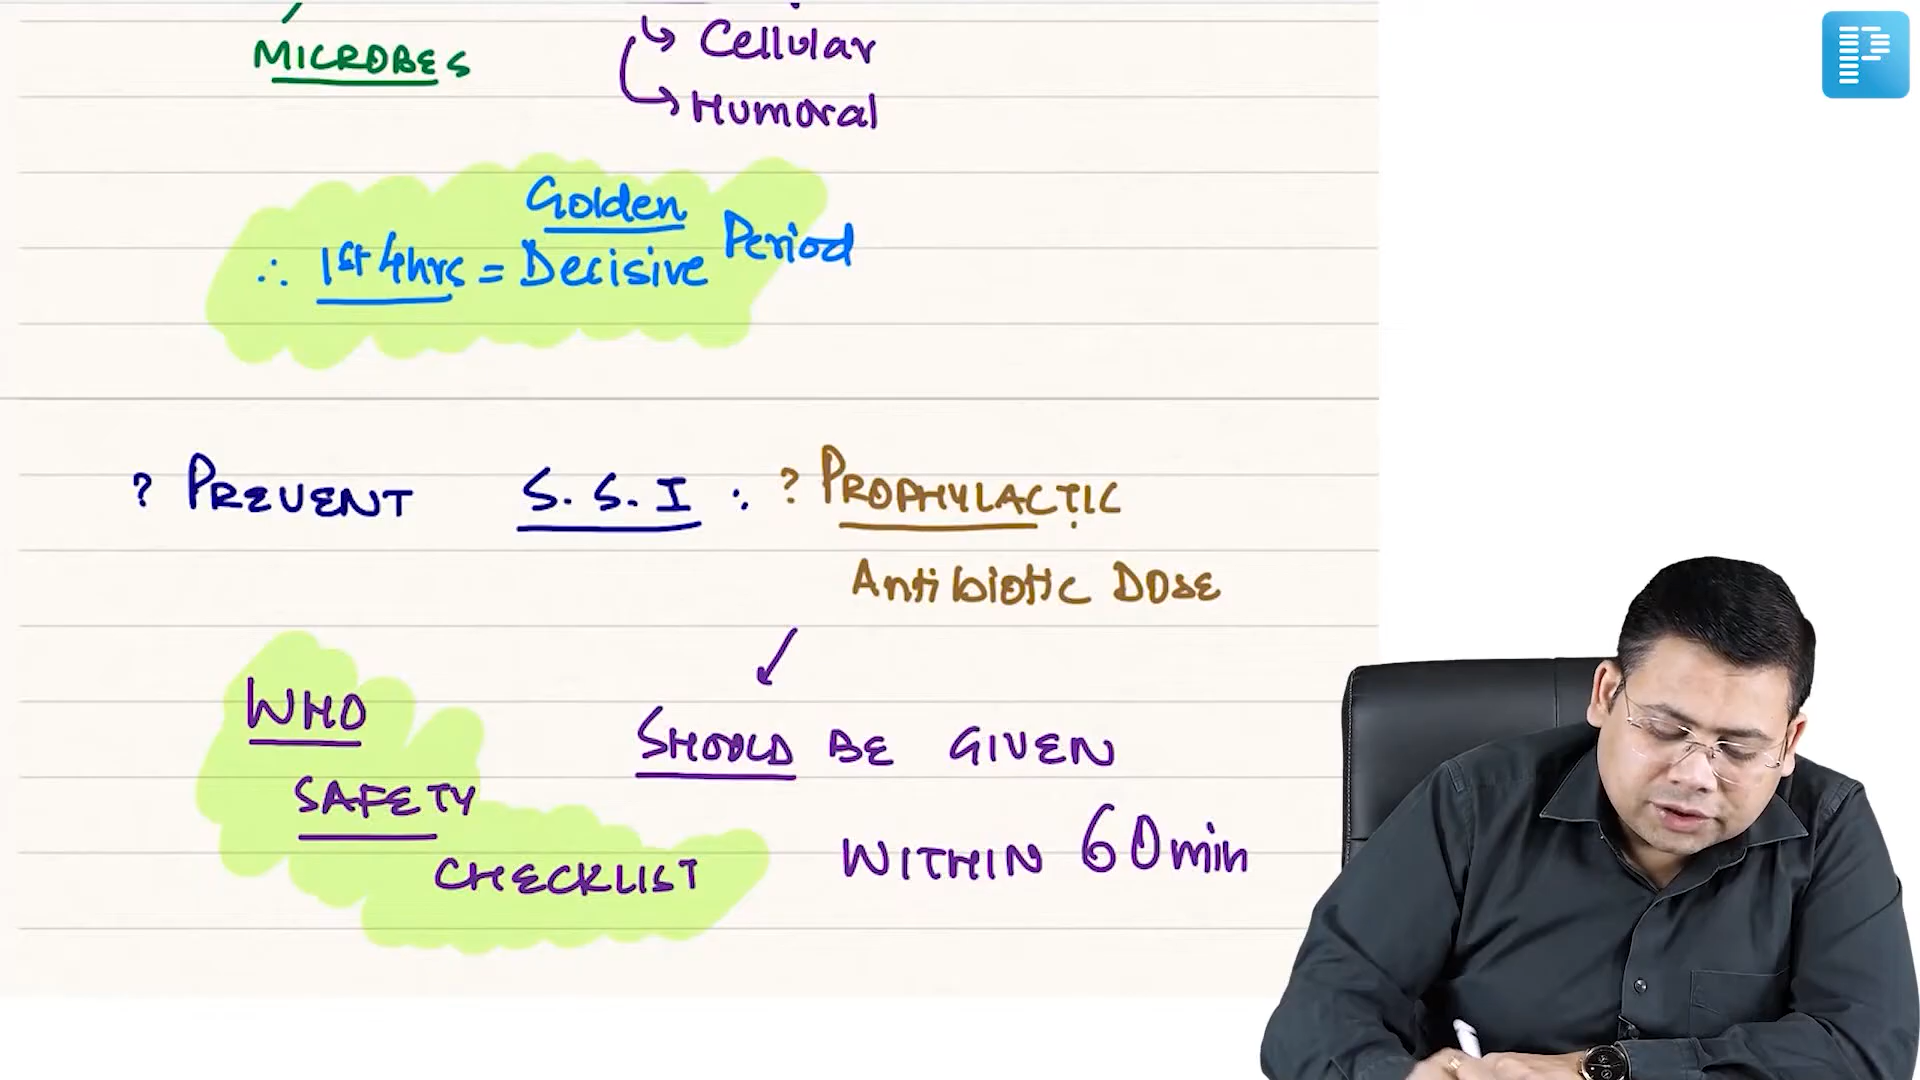 MICROBES
Cellular
Humoral
Golden
∴ 1st 4hrs = Decisive Period
? PREVENT S.S.I : ? PROPHYLACTIC
Antibiotic DOSE
WHO
SHOULD BE GIVEN
SAFETY
WITHIN 60min
CHECKLIST